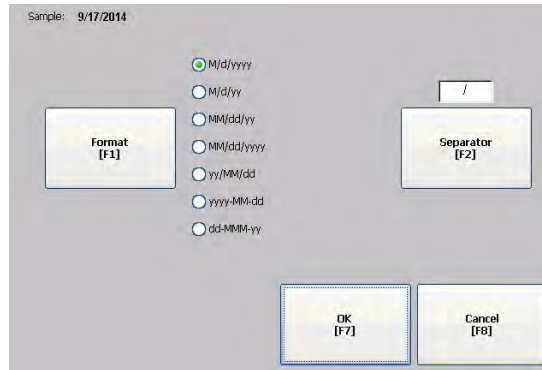 Sample: 9/17/2014
M/d/yyyy
M/d/yy
MM/dd/yy
MM/dd/yyyy
yy/MM/dd
yyyy-MM-dd
dd-MMM-yy
Format
[F1]
/
Separator
[F2]
OK
[F7]
Cancel
[F8]